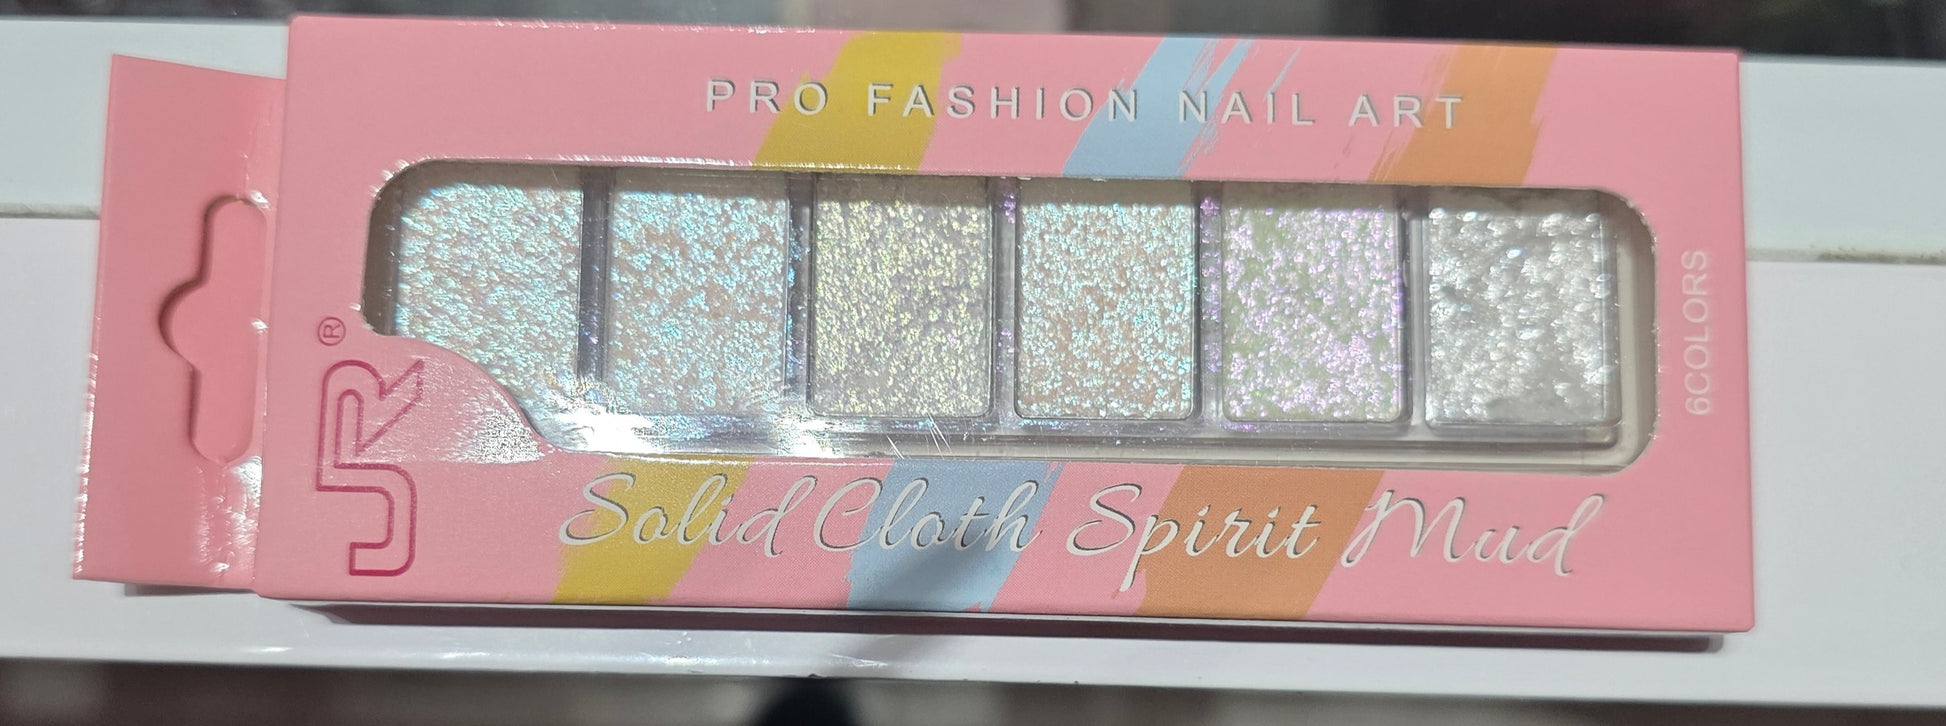 PRO FASHION NAIL ART
JR®
6COLORS
Solid Cloth Spirit Mud